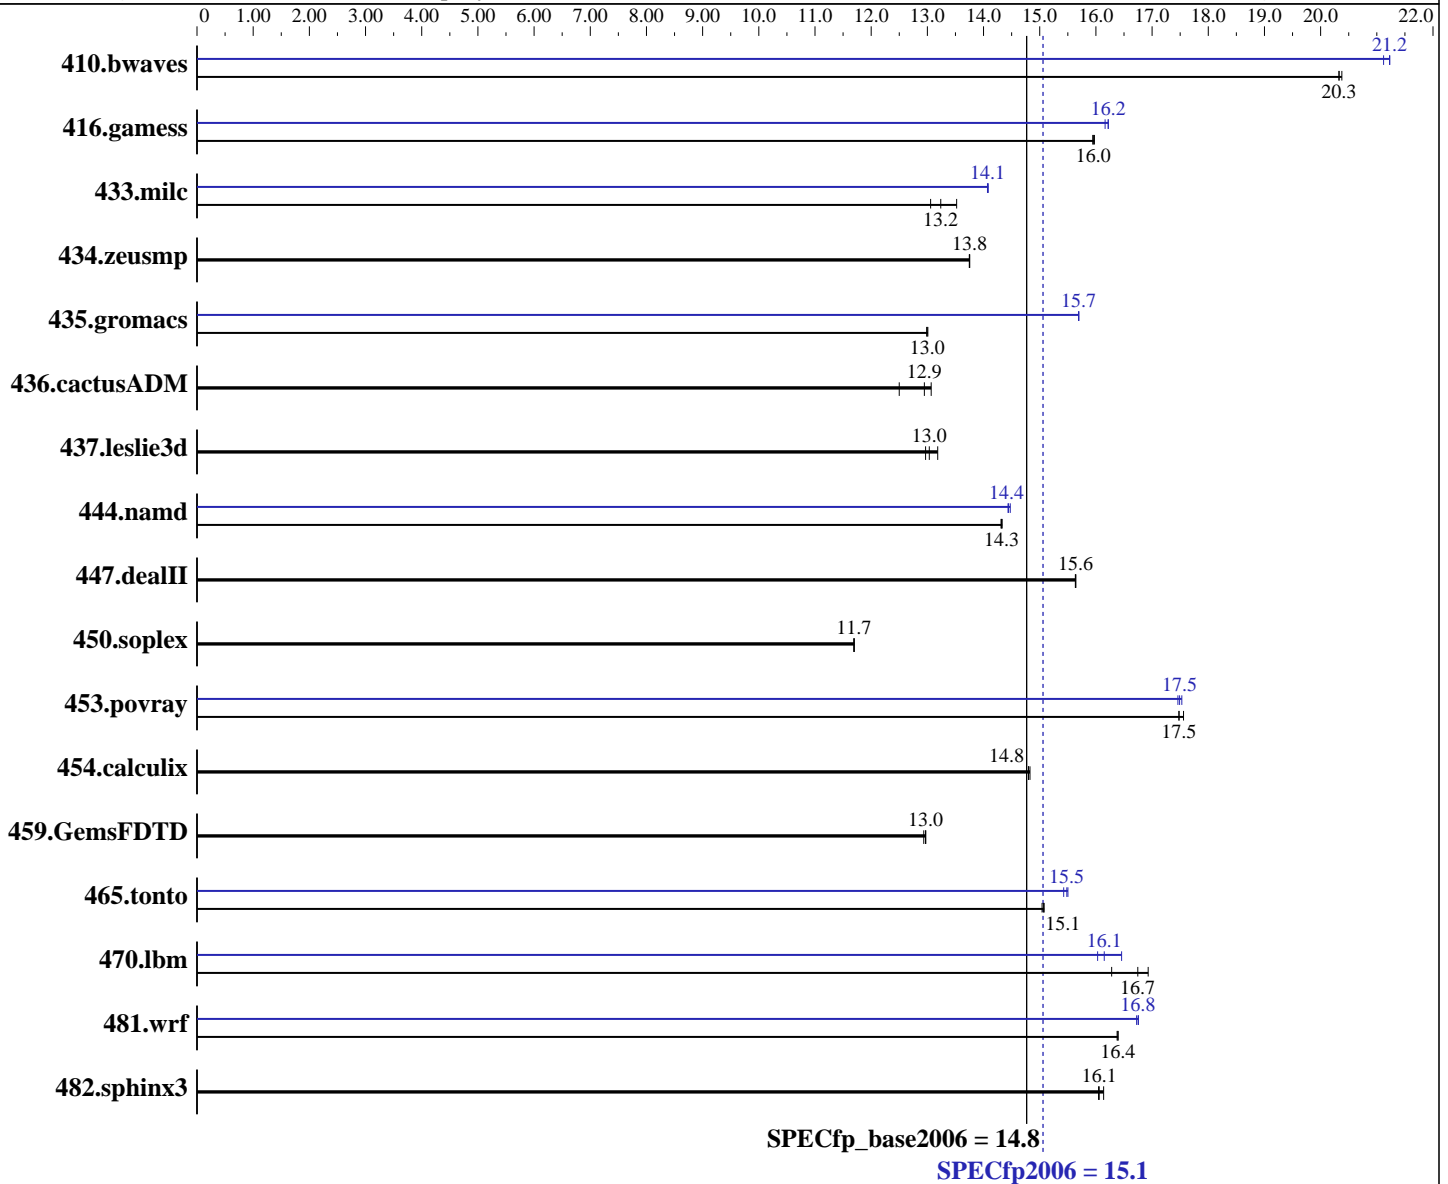 0 1.00 2.00 3.00 4.00 5.00 6.00 7.00 8.00 9.00 10.0 11.0 12.0 13.0 14.0 15.0 16.0 17.0 18.0 19.0 20.0 22.0
21.2
410.bwaves
20.3
16.2
416.gamess
16.0
14.1
433.milc
13.2
13.8
434.zeusmp
15.7
435.gromacs
13.0
12.9
436.cactusADM
13.0
437.leslie3d
14.4
444.namd
14.3
15.6
447.dealII
11.7
450.soplex
17.5
453.povray
17.5
14.8
454.calculix
13.0
459.GemsFDTD
15.5
465.tonto
15.1
16.1
470.lbm
16.7
16.8
481.wrf
16.4
16.1
482.sphinx3
SPECfp_base2006 = 14.8
SPECfp2006 = 15.1